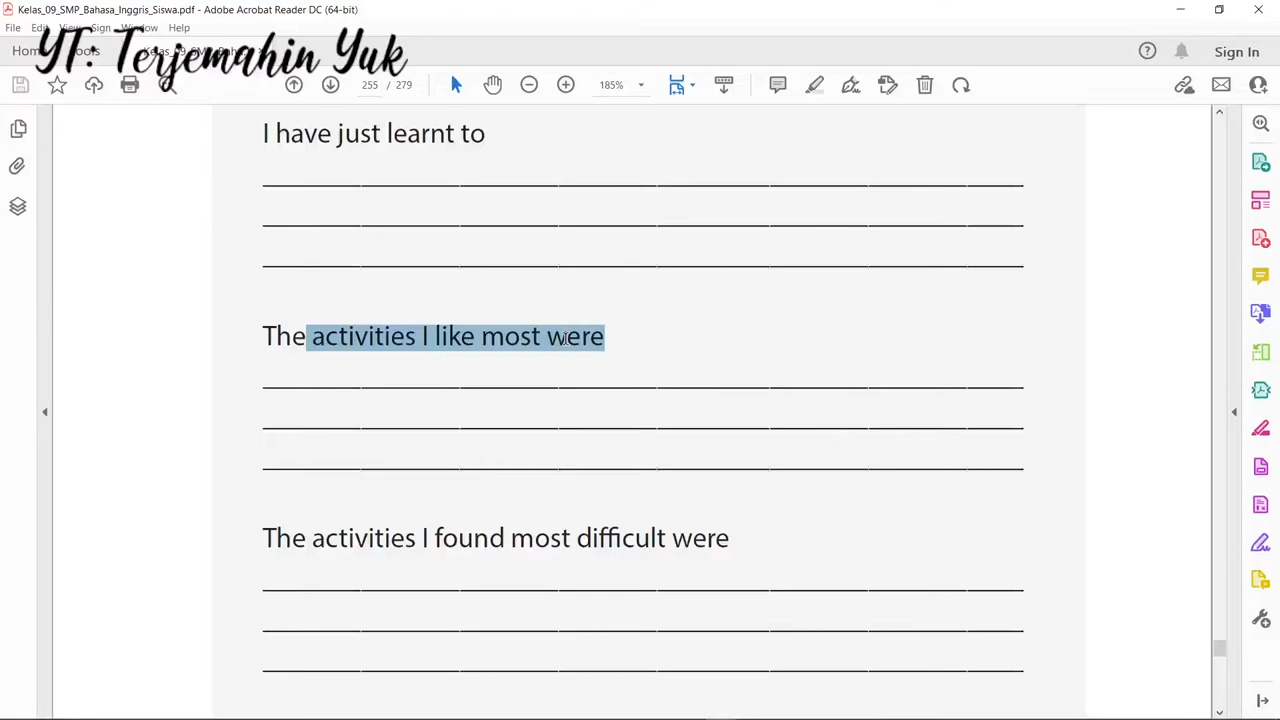 Kelas_09_SMP_Bahasa_Inggris_Siswa.pdf - Adobe Acrobat Reader DC (64-bit)
File Edit View Sign Window Help
YT: Terjemahin Yuk
Sign In
255 / 279
185%
I have just learnt to
The activities I like most were
The activities I found most difficult were